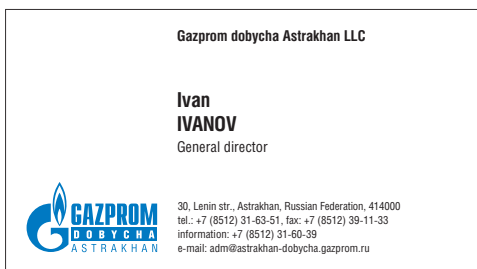 Gazprom dobycha Astrakhan LLC
Ivan
IVANOV
General director
GAZPROM
DOBYCHA
ASTRAKHAN
30, Lenin str., Astrakhan, Russian Federation, 414000
tel.: +7 (8512) 31-63-51, fax: +7 (8512) 39-11-33
information: +7 (8512) 31-60-39
e-mail: adm@astrakhan-dobycha.gazprom.ru